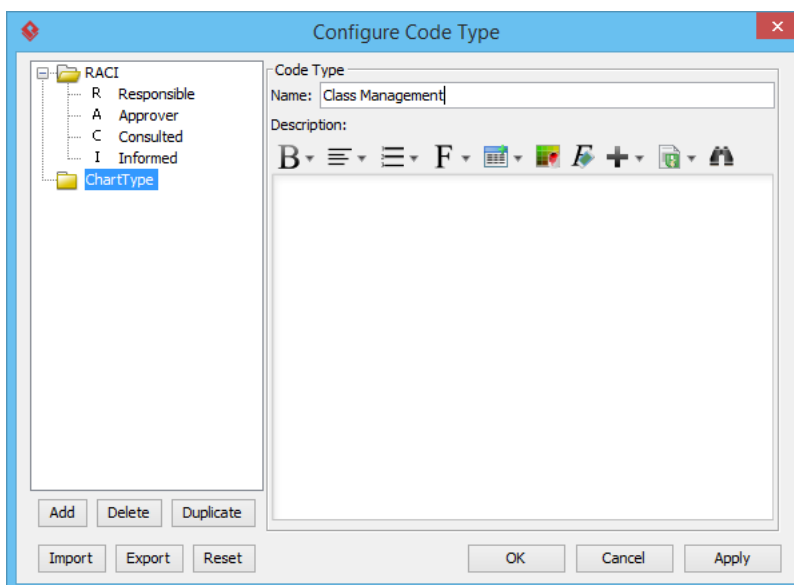 Configure Code Type
RACI
R Responsible
A Approver
C Consulted
I Informed
ChartType
Code Type
Name: Class Management
Description:
B F F
Add Delete Duplicate
Import Export Reset
OK Cancel Apply